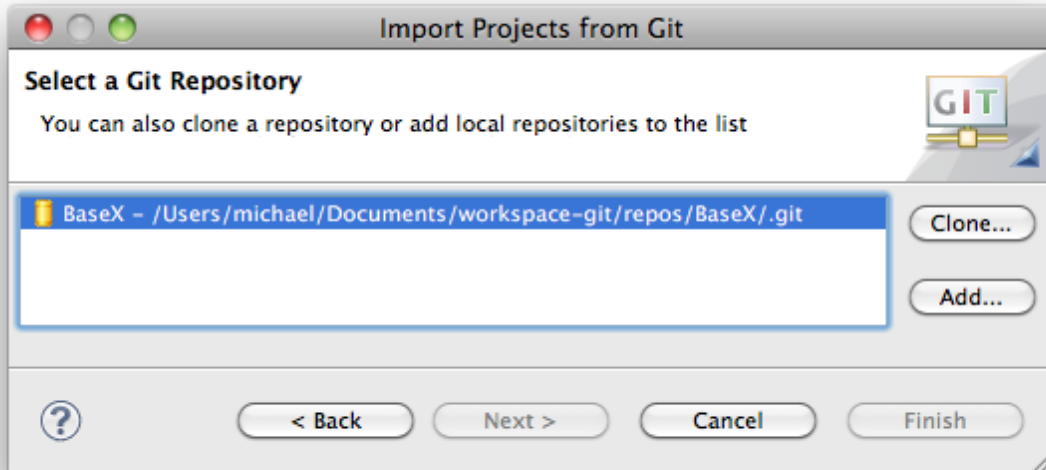 Import Projects from Git
Select a Git Repository
You can also clone a repository or add local repositories to the list
GIT
BaseX – /Users/michael/Documents/workspace-git/repos/BaseX/.git
Clone...
Add...
?
< Back
Next >
Cancel
Finish